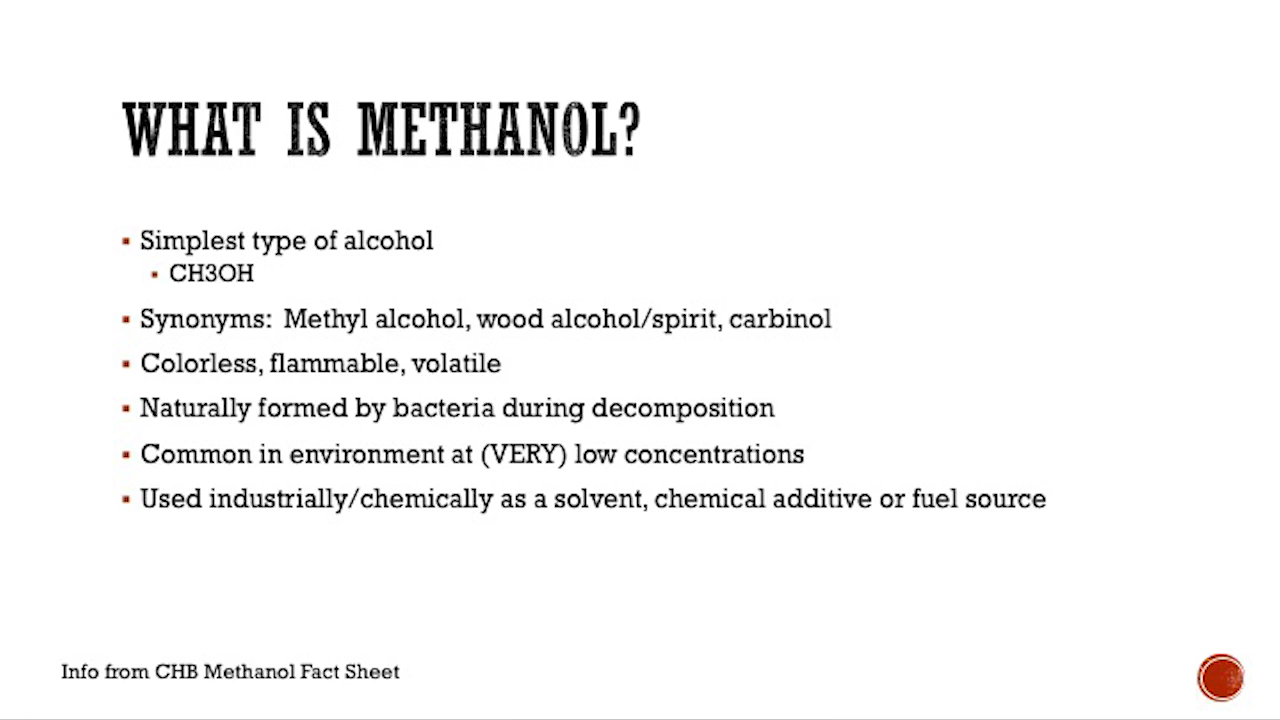 WHAT IS METHANOL?
Simplest type of alcohol
CH3OH
Synonyms: Methyl alcohol, wood alcohol/spirit, carbinol
Colorless, flammable, volatile
Naturally formed by bacteria during decomposition
Common in environment at (VERY) low concentrations
Used industrially/chemically as a solvent, chemical additive or fuel source
Info from CHB Methanol Fact Sheet